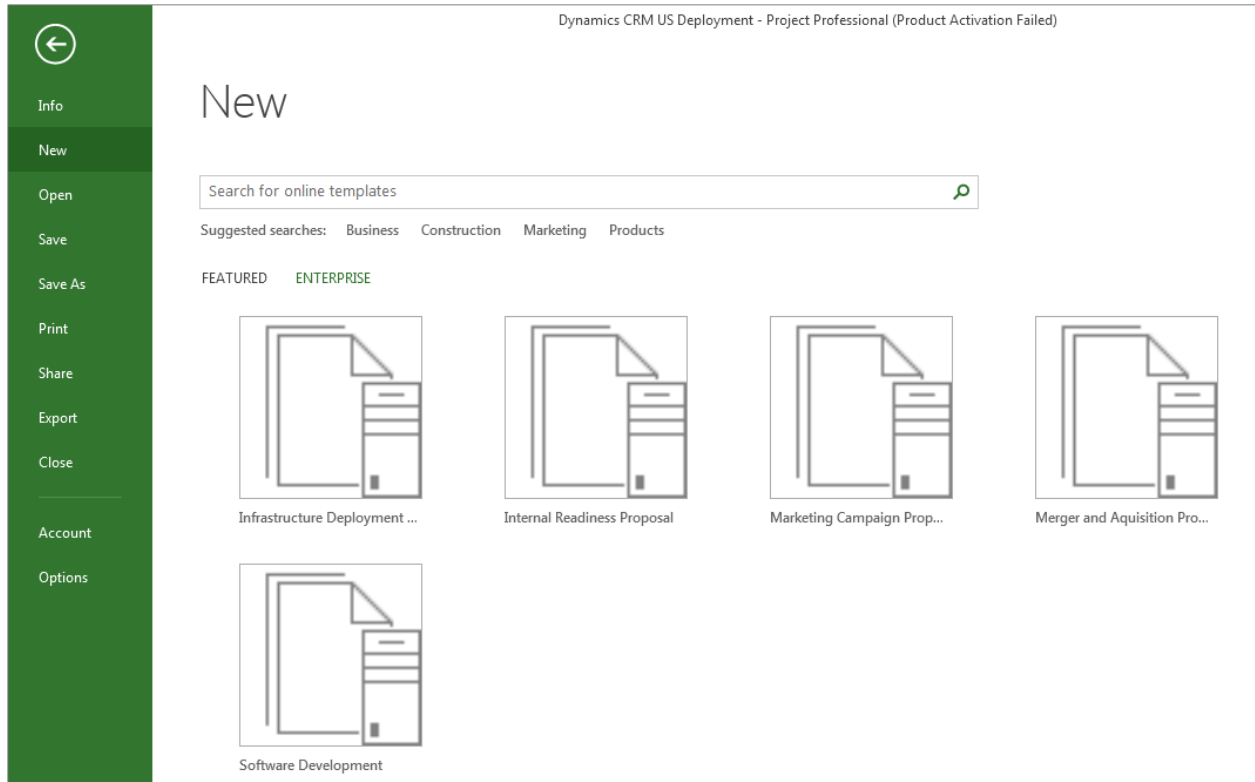 Dynamics CRM US Deployment - Project Professional (Product Activation Failed)
Info
New
Open
Save
Save As
Print
Share
Export
Close
Account
Options
New
Search for online templates
Suggested searches: Business Construction Marketing Products
FEATURED ENTERPRISE
Infrastructure Deployment ... Internal Readiness Proposal Marketing Campaign Prop... Merger and Aquisition Pro...
Software Development